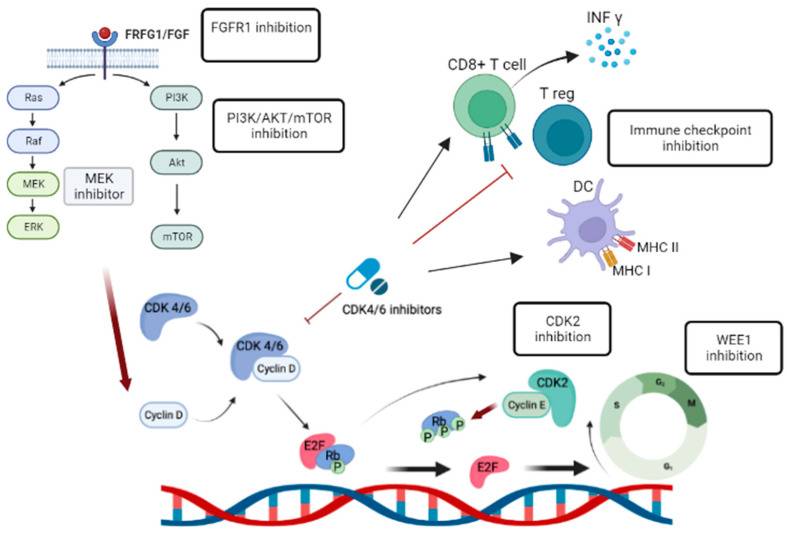 FRFG1/FGF
FGFR1 inhibition
Ras
Raf
MEK
ERK
MEK
inhibitor
PI3K
Akt
mTOR
PI3K/AKT/mTOR
inhibition
INF γ
CD8+ T cell
T reg
Immune checkpoint
inhibition
DC
MHC II
MHC I
CDK4/6 inhibitors
CDK 4/6
CDK 4/6
Cyclin D
Cyclin D
E2F
Rb
P
CDK2
inhibition
WEE1
inhibition
CDK2
Cyclin E
Rb
P
P
P
E2F
S
G₂
M
G₁